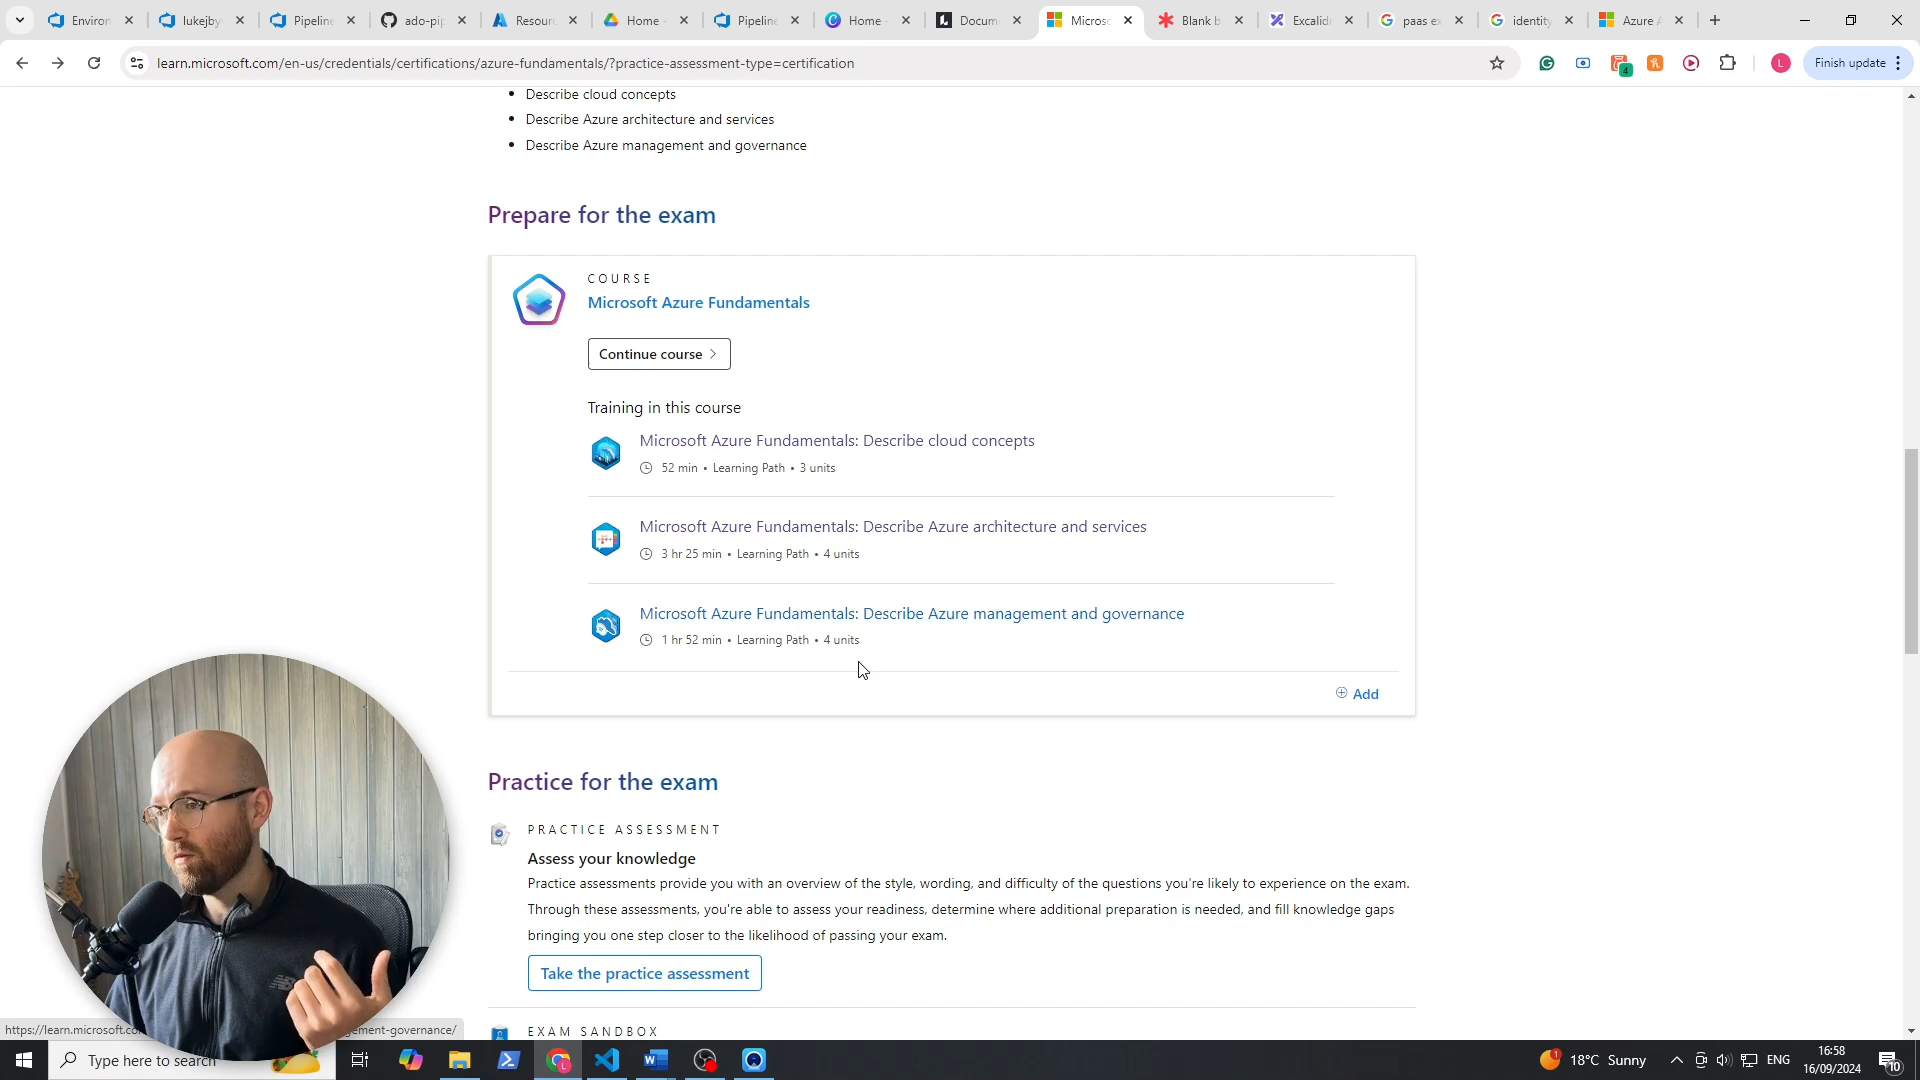 Environ
lukejby
Pipeline
ado-pip
Resourc
Home -
Pipeline
Home -
Docum
Micros
Blank b
Excalid
paas ex
identity
Azure A
learn.microsoft.com/en-us/credentials/certifications/azure-fundamentals/?practice-assessment-type=certification
4
L
Finish update
Describe cloud concepts
Describe Azure architecture and services
Describe Azure management and governance
Prepare for the exam
COURSE
Microsoft Azure Fundamentals
Continue course
Training in this course
Microsoft Azure Fundamentals: Describe cloud concepts
52 min • Learning Path • 3 units
Microsoft Azure Fundamentals: Describe Azure architecture and services
3 hr 25 min • Learning Path • 4 units
Microsoft Azure Fundamentals: Describe Azure management and governance
1 hr 52 min • Learning Path • 4 units
Add
Practice for the exam
PRACTICE ASSESSMENT
Assess your knowledge
Practice assessments provide you with an overview of the style, wording, and difficulty of the questions you're likely to experience on the exam.
Through these assessments, you're able to assess your readiness, determine where additional preparation is needed, and fill knowledge gaps
bringing you one step closer to the likelihood of passing your exam.
Take the practice assessment
EXAM SANDBOX
https://learn.microsoft.co
ement-governance/
Type here to search
1
18°C Sunny
ENG
16:58
16/09/2024
10